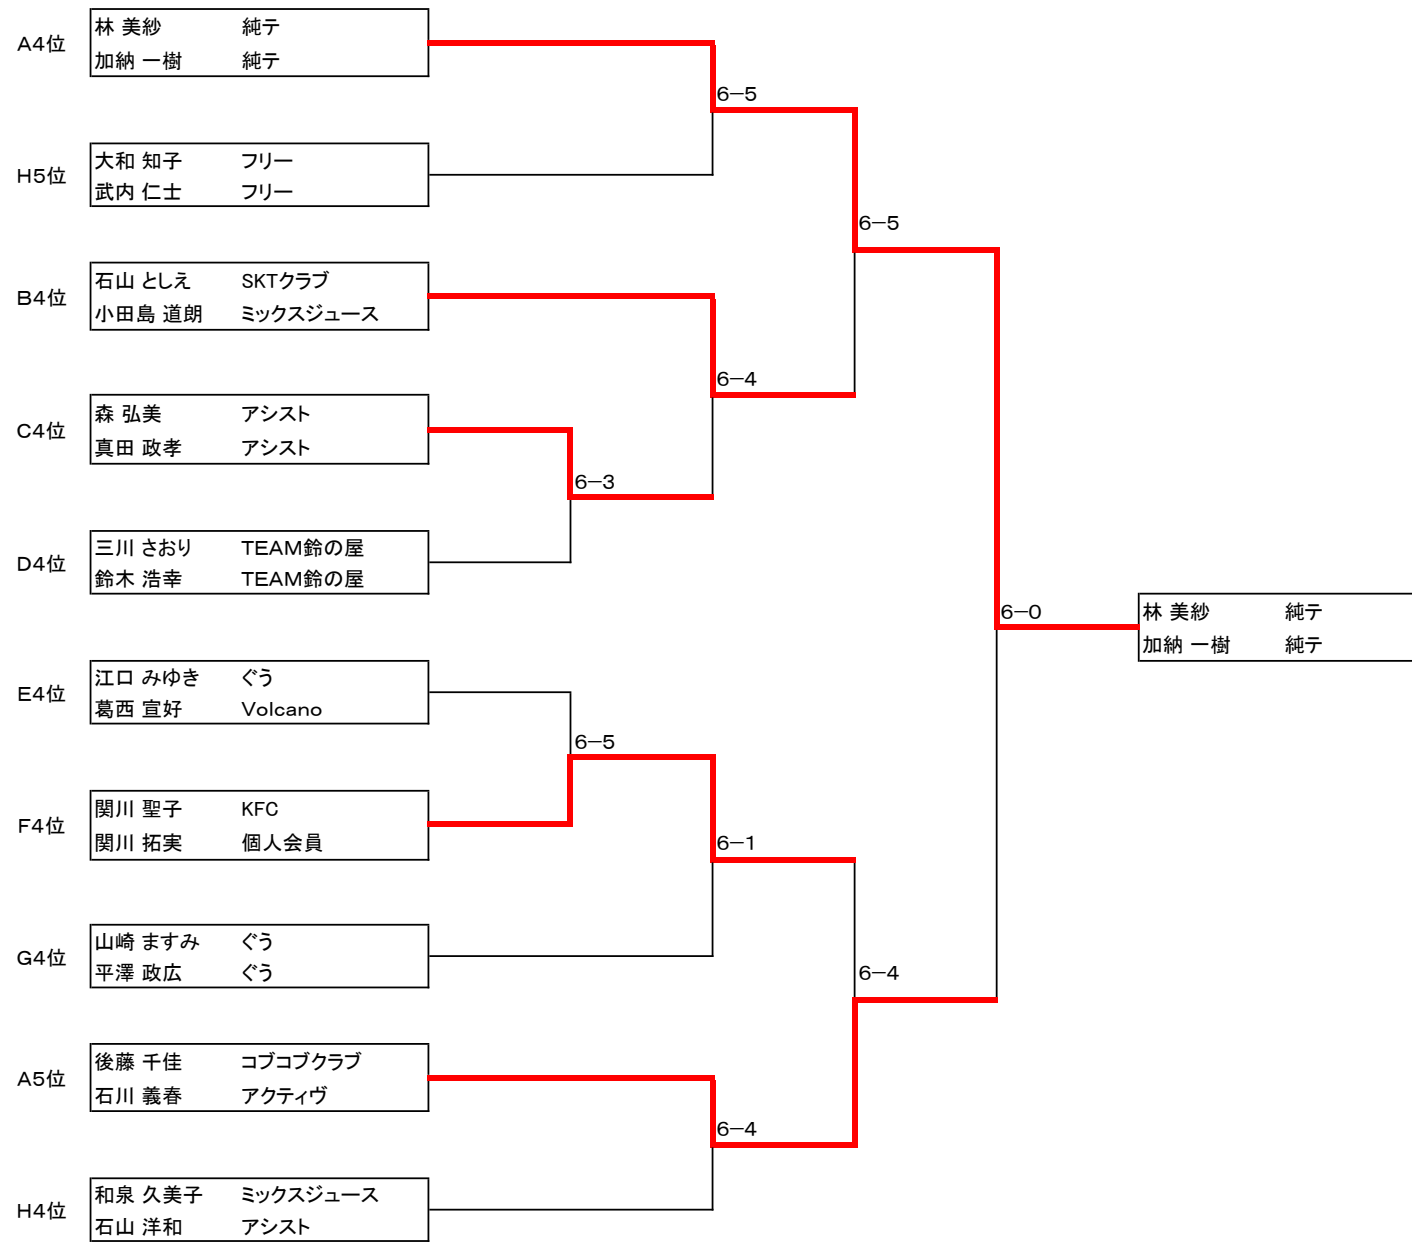 A4位 林 美紗 純テ
加納 一樹 純テ
6−5
H5位 大和 知子 フリー
武内 仁士 フリー
6−5
B4位 石山 としえ SKTクラブ
小田島 道朗 ミックスジュース
6−4
C4位 森 弘美 アシスト
真田 政孝 アシスト
6−3
D4位 三川 さおり TEAM鈴の屋
鈴木 浩幸 TEAM鈴の屋
6−0
林 美紗 純テ
加納 一樹 純テ
E4位 江口 みゆき ぐう
葛西 宣好 Volcano
6−5
F4位 関川 聖子 KFC
関川 拓実 個人会員
6−1
G4位 山崎 ますみ ぐう
平澤 政広 ぐう
6−4
A5位 後藤 千佳 コブコブクラブ
石川 義春 アクティヴ
6−4
H4位 和泉 久美子 ミックスジュース
石山 洋和 アシスト